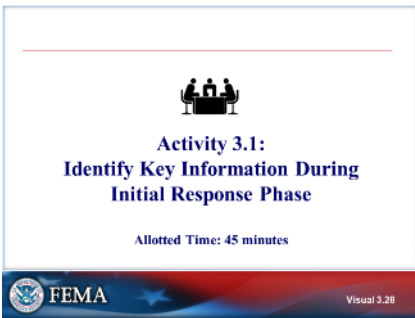 Activity 3.1:
Identify Key Information During
Initial Response Phase
Allotted Time: 45 minutes
FEMA
Visual 3.28